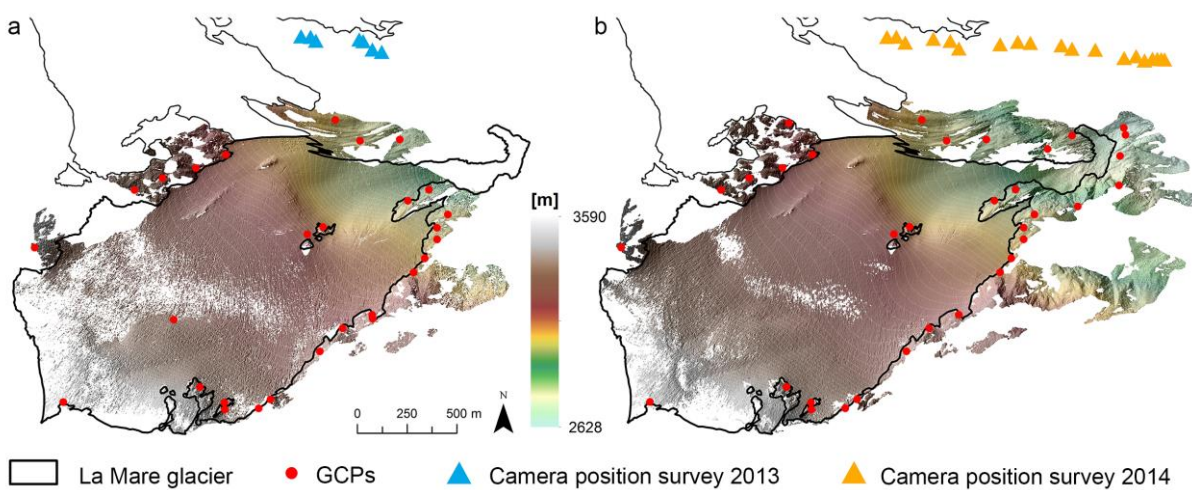 a
b
[m]
3590
2628
N
0 250 500 m
La Mare glacier
GCPs
Camera position survey 2013
Camera position survey 2014